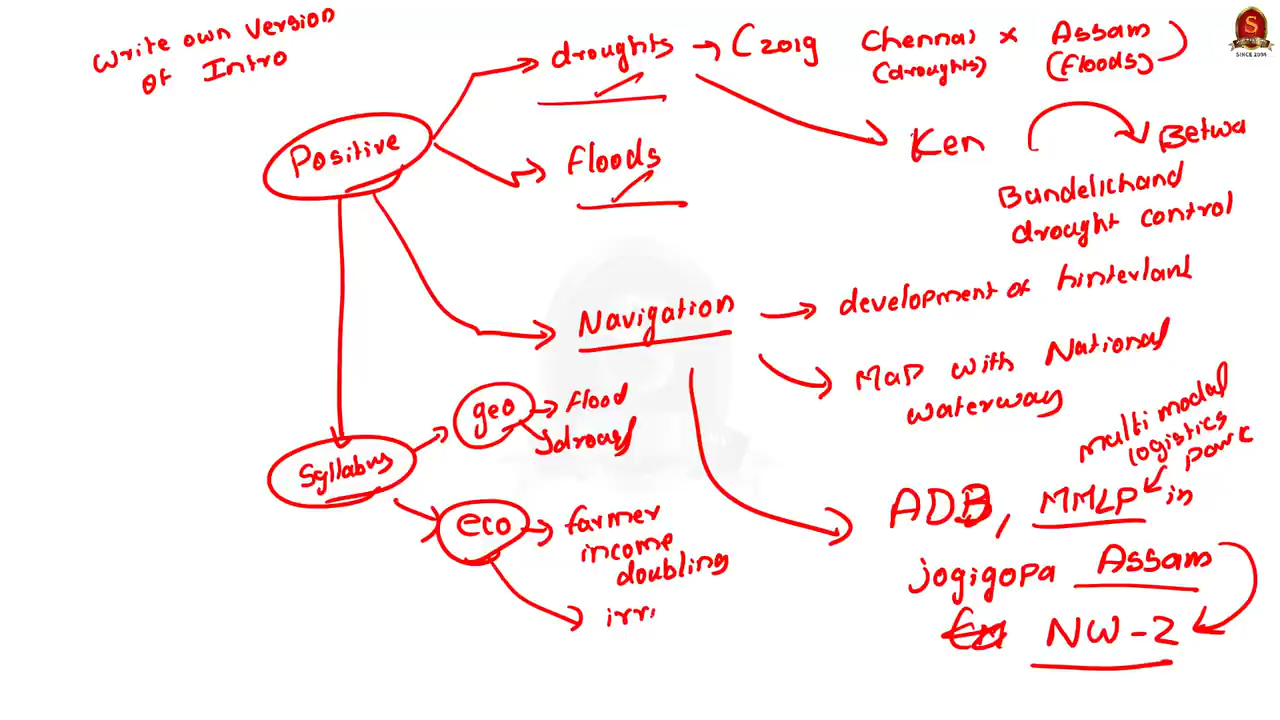 Write own version
of Intro
Positive
droughts → (2019 Chennai × Assam)
(droughts) (floods)
Ken
Betwa
Bundelkhand
drought control
floods
Navigation
development of hinterland
Map with National
waterway
multi modal
logistics
park
ADB, MMLP in
jogigopa Assam
NW-2
Syllabus
geo
flood
eco
farmer
income
doubling
irri
S
SINCE 2004